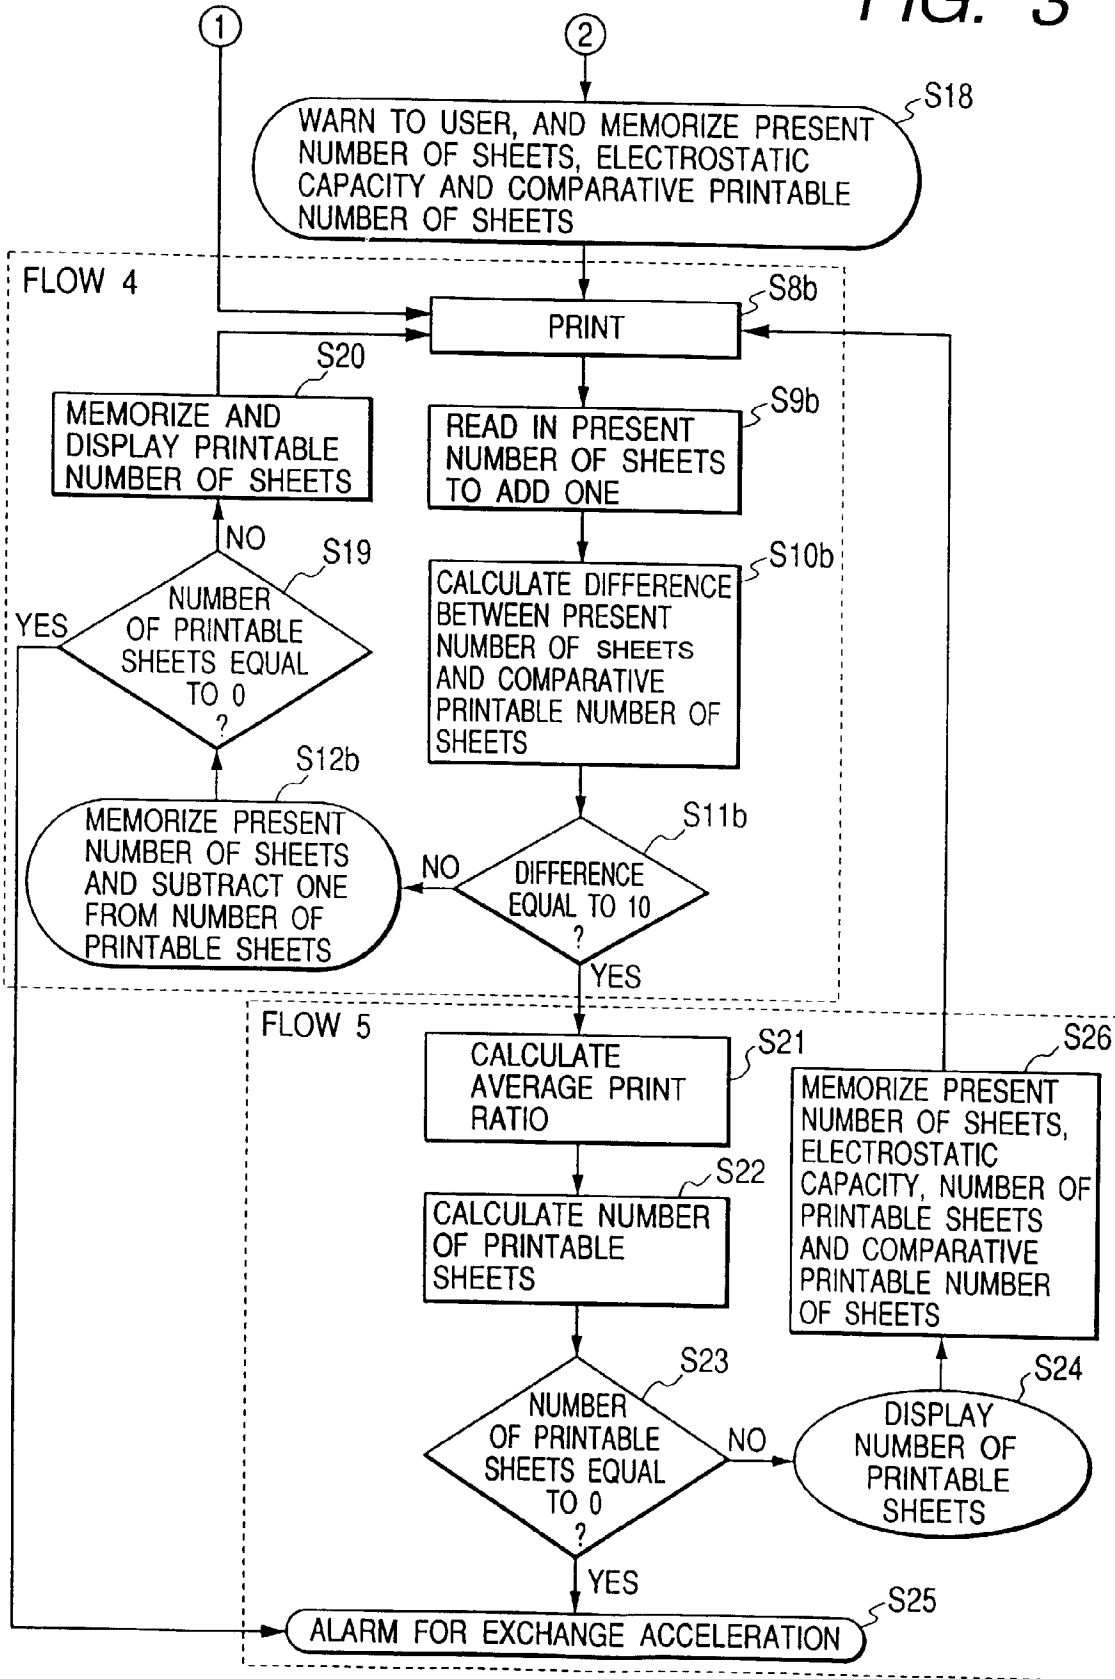 FIG. 3
1
2
S18
WARN TO USER, AND MEMORIZE PRESENT
NUMBER OF SHEETS, ELECTROSTATIC
CAPACITY AND COMPARATIVE PRINTABLE
NUMBER OF SHEETS
FLOW 4
S8b
PRINT
S20
MEMORIZE AND
DISPLAY PRINTABLE
NUMBER OF SHEETS
S9b
READ IN PRESENT
NUMBER OF SHEETS
TO ADD ONE
NO
S19
NUMBER
OF PRINTABLE
SHEETS EQUAL
TO 0
?
YES
S10b
CALCULATE DIFFERENCE
BETWEEN PRESENT
NUMBER OF SHEETS
AND COMPARATIVE
PRINTABLE NUMBER OF
SHEETS
S12b
MEMORIZE PRESENT
NUMBER OF SHEETS
AND SUBTRACT ONE
FROM NUMBER OF
PRINTABLE SHEETS
NO
S11b
DIFFERENCE
EQUAL TO 10
?
YES
FLOW 5
S21
CALCULATE
AVERAGE PRINT
RATIO
S26
MEMORIZE PRESENT
NUMBER OF SHEETS,
ELECTROSTATIC
CAPACITY, NUMBER OF
PRINTABLE SHEETS
AND COMPARATIVE
PRINTABLE NUMBER
OF SHEETS
S22
CALCULATE NUMBER
OF PRINTABLE
SHEETS
S23
NUMBER
OF PRINTABLE
SHEETS EQUAL
TO 0
?
NO
S24
DISPLAY
NUMBER OF
PRINTABLE
SHEETS
YES
S25
ALARM FOR EXCHANGE ACCELERATION